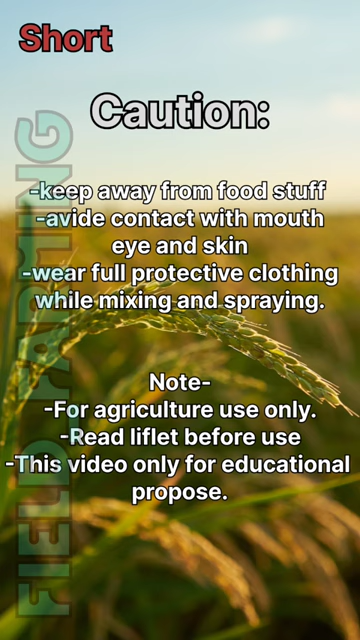 Short
Caution:
-keep away from food stuff
-avide contact with mouth
eye and skin
-wear full protective clothing
while mixing and spraying.
Note-
-For agriculture use only.
-Read liflet before use
-This video only for educational
propose.
FIELD FARMING